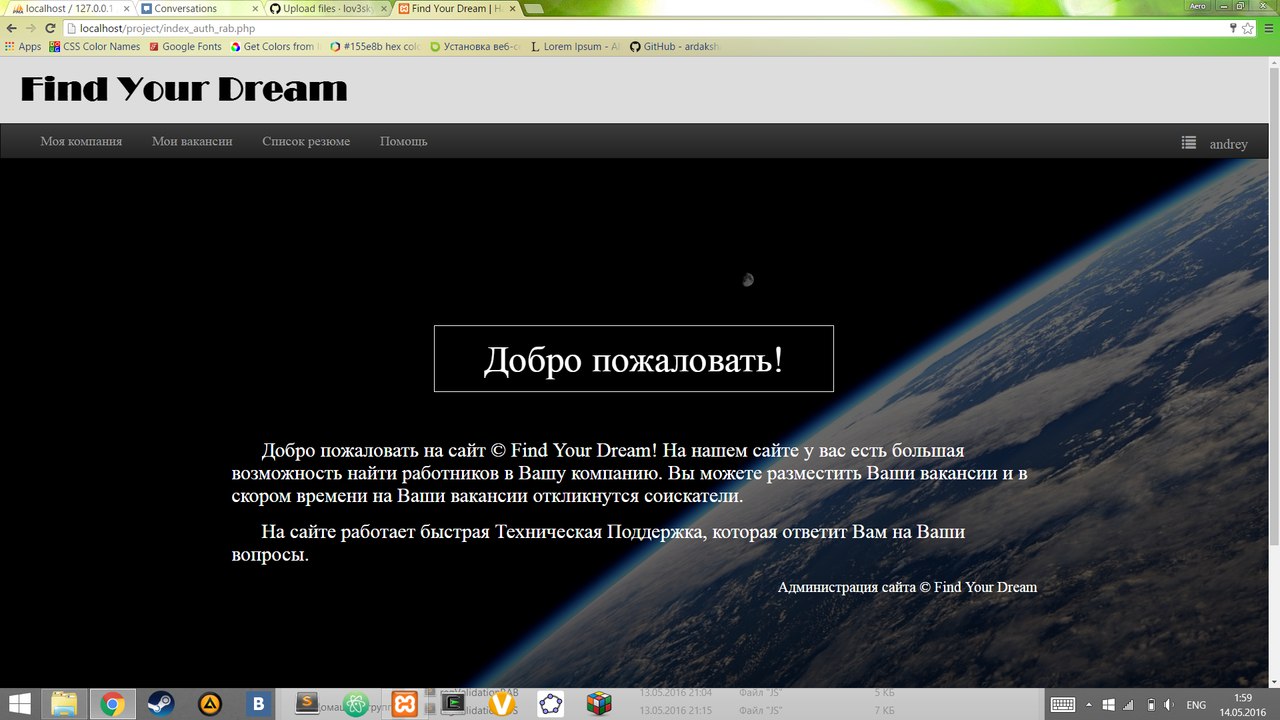 localhost / 127.0.0.1
Conversations
Upload files · lov3sk
Find Your Dream | H
Aero
localhost/project/index_auth_rab.php
Apps
CSS Color Names
Google Fonts
Get Colors from I
#155e8b hex colo
Установка веб-се
Lorem Ipsum - Al
GitHub - ardaksh
Find Your Dream
Моя компания
Мои вакансии
Список резюме
Помощь
andrey
Добро пожаловать!
Добро пожаловать на сайт © Find Your Dream! На нашем сайте у вас есть большая
возможность найти работников в Вашу компанию. Вы можете разместить Ваши вакансии и в
скором времени на Ваши вакансии откликнутся соискатели.
На сайте работает быстрая Техническая Поддержка, которая ответит Вам на Ваши
вопросы.
Администрация сайта © Find Your Dream
13.05.2016 21:04
Файл "JS"
5 КБ
13.05.2016 21:15
Файл "JS"
7 КБ
ENG
1:59
14.05.2016